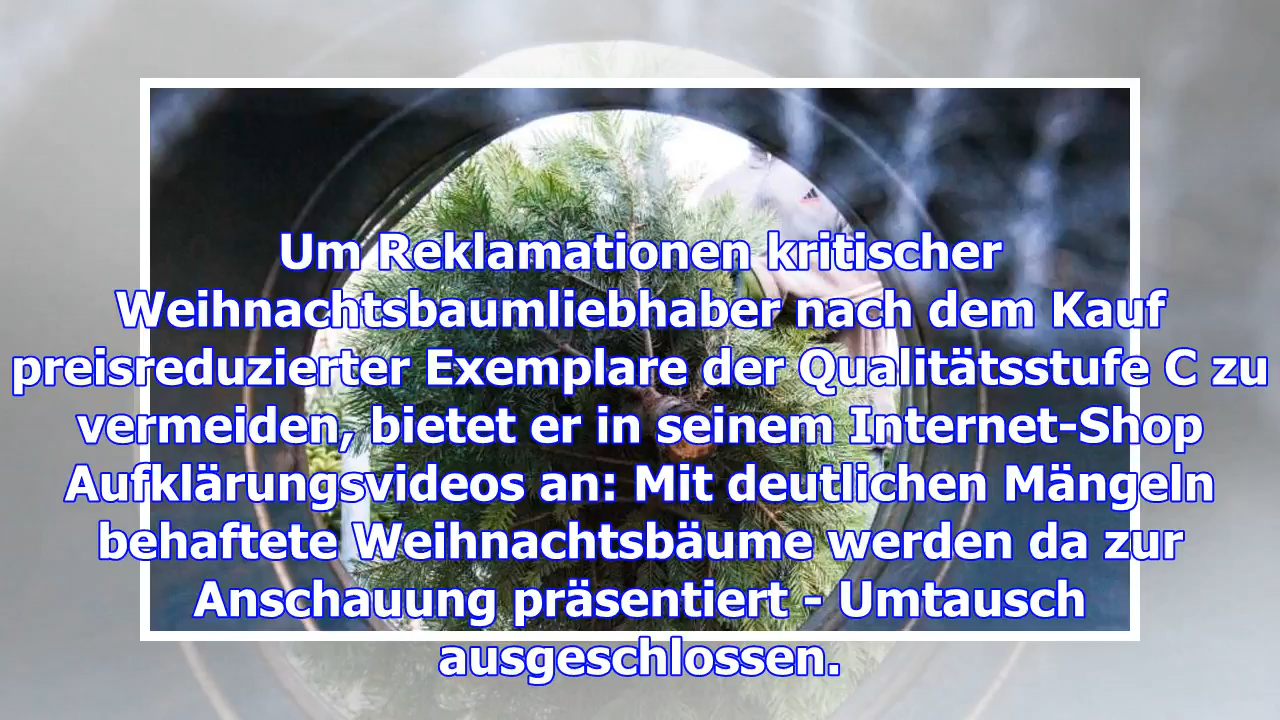 Um Reklamationen kritischer
Weihnachtsbaumliebhaber nach dem Kauf
preisreduzierter Exemplare der Qualitätsstufe C zu
vermeiden, bietet er in seinem Internet-Shop
Aufklärungsvideos an: Mit deutlichen Mängeln
behaftete Weihnachtsbäume werden da zur
Anschauung präsentiert - Umtausch
ausgeschlossen.